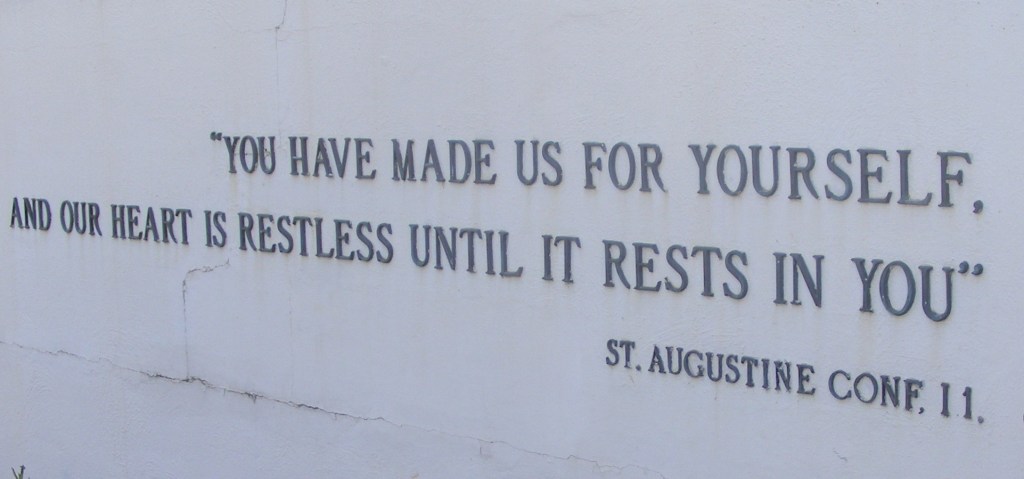 “YOU HAVE MADE US FOR YOURSELF,
AND OUR HEART IS RESTLESS UNTIL IT RESTS IN YOU”
ST. AUGUSTINE CONF, 1 1.